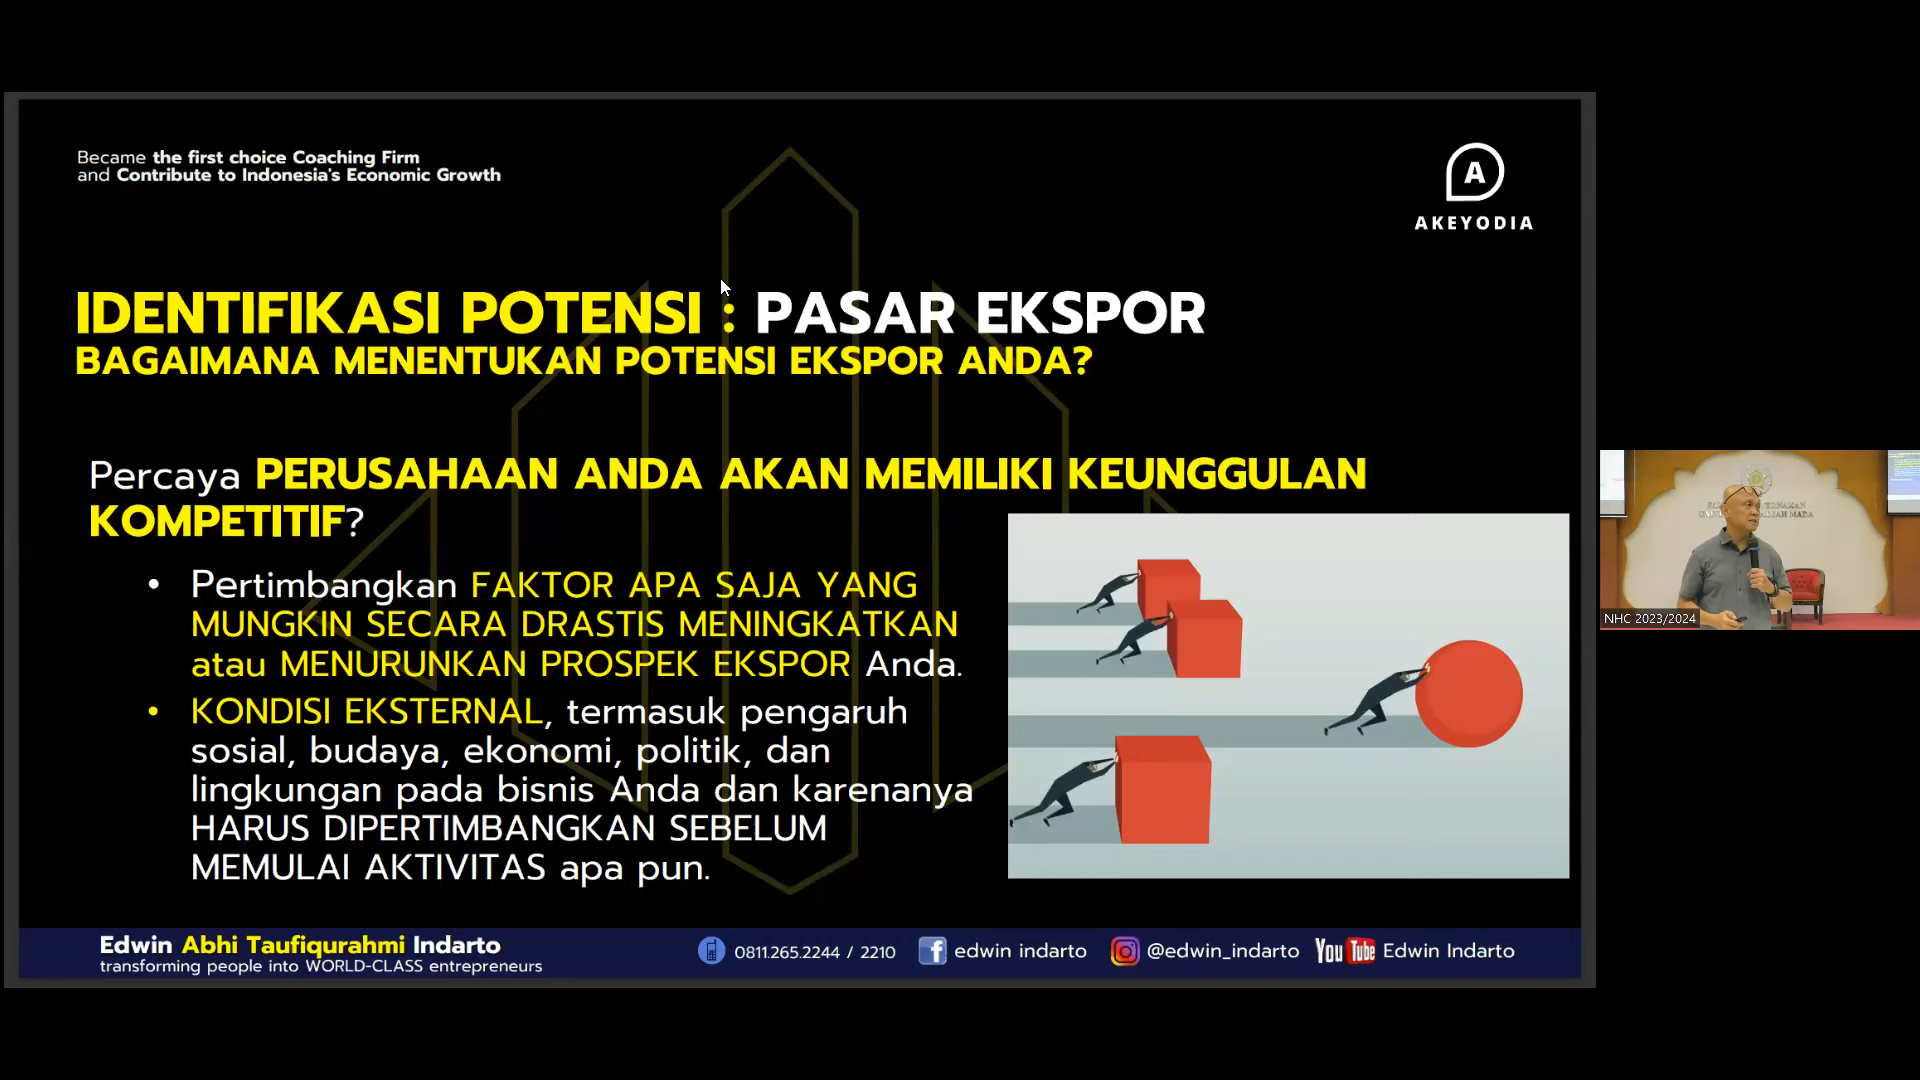 Became the first choice Coaching Firm
and Contribute to Indonesia's Economic Growth
A
AKEYODIA
IDENTIFIKASI POTENSI : PASAR EKSPOR
BAGAIMANA MENENTUKAN POTENSI EKSPOR ANDA?
Percaya PERUSAHAAN ANDA AKAN MEMILIKI KEUNGGULAN
KOMPETITIF?
• Pertimbangkan FAKTOR APA SAJA YANG
MUNGKIN SECARA DRASTIS MENINGKATKAN
atau MENURUNKAN PROSPEK EKSPOR Anda.
• KONDISI EKSTERNAL, termasuk pengaruh
sosial, budaya, ekonomi, politik, dan
lingkungan pada bisnis Anda dan karenanya
HARUS DIPERTIMBANGKAN SEBELUM
MEMULAI AKTIVITAS apa pun.
Edwin Abhi Taufiqurahmi Indarto
transforming people into WORLD-CLASS entrepreneurs
0811.265.2244 / 2210
edwin indarto
@edwin_indarto
YouTube Edwin Indarto
NHC 2023/2024